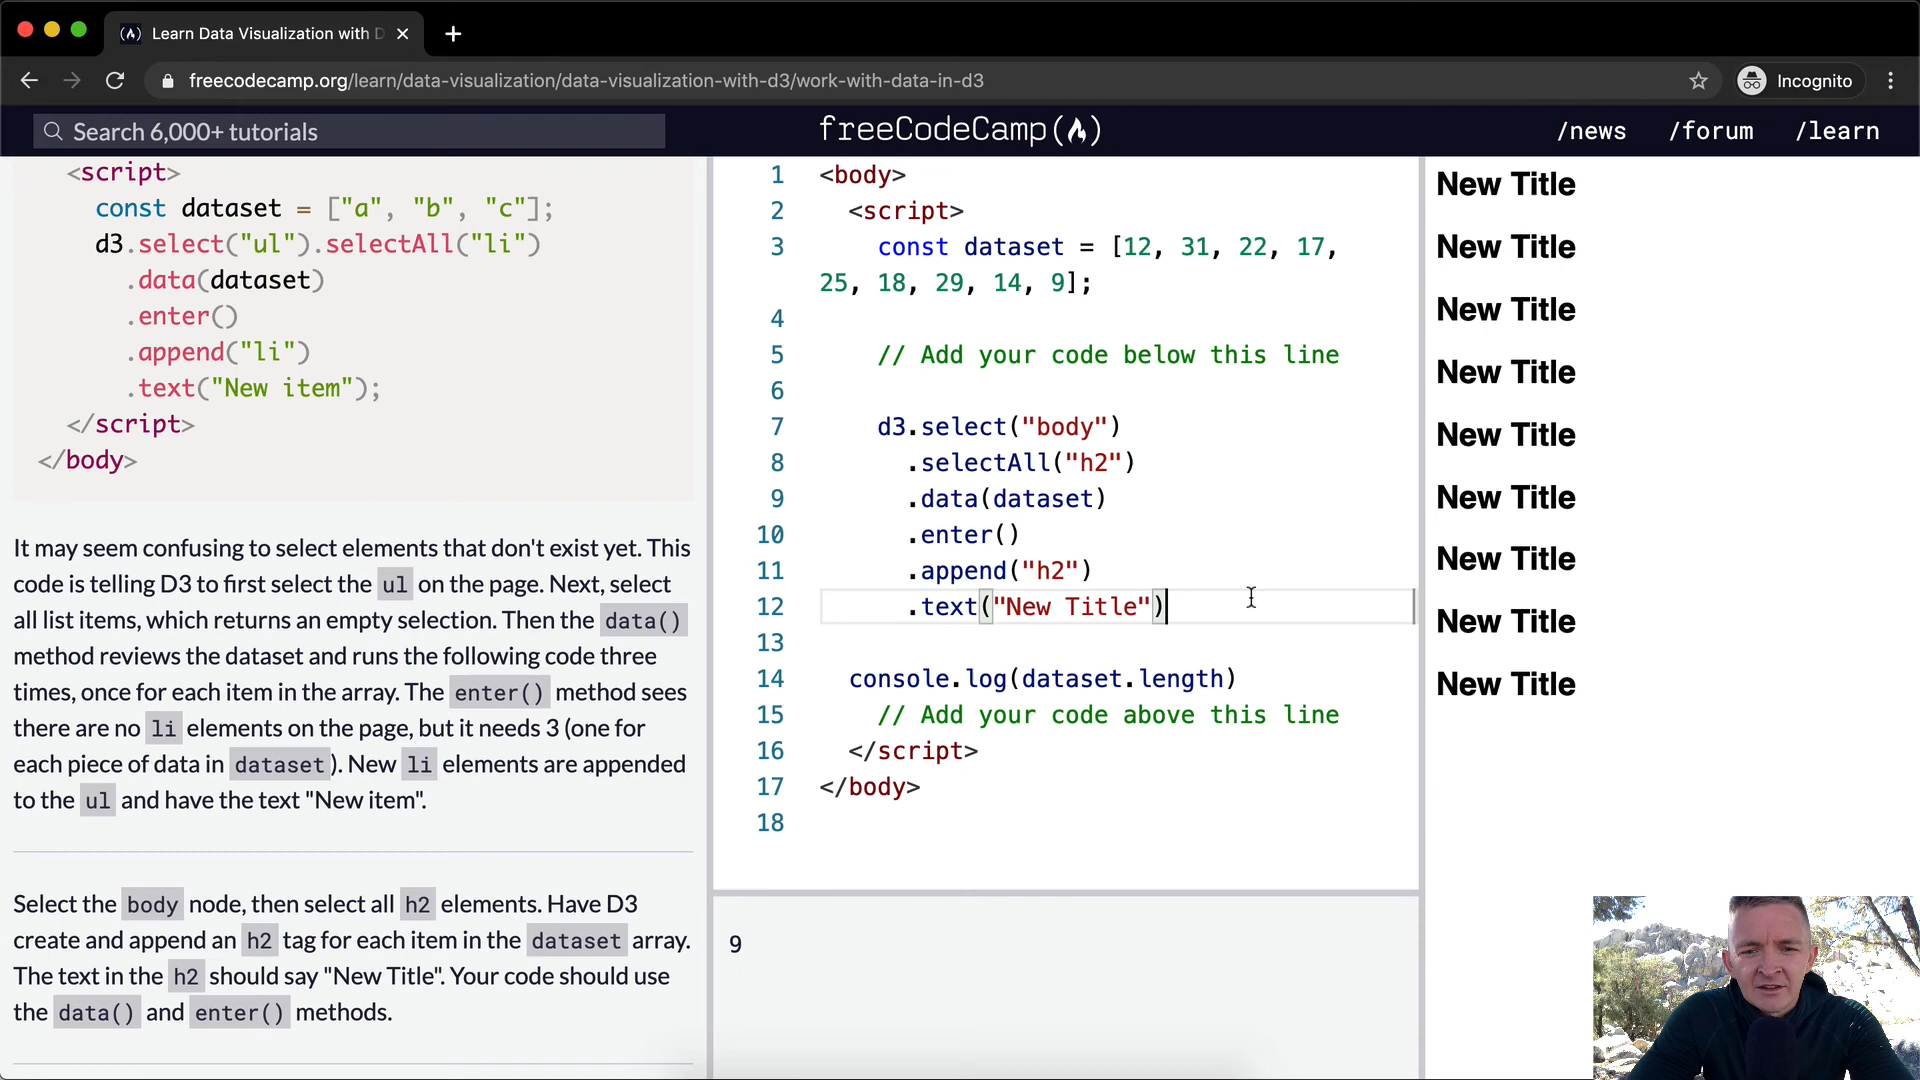 Learn Data Visualization with D
freecodecamp.org/learn/data-visualization/data-visualization-with-d3/work-with-data-in-d3
Incognito
Search 6,000+ tutorials
freeCodeCamp
/news
/forum
/learn
<script>
const dataset = ["a", "b", "c"];
d3.select("ul").selectAll("li")
.data(dataset)
.enter()
.append("li")
.text("New item");
</script>
</body>
It may seem confusing to select elements that don't exist yet. This
code is telling D3 to first select the ul on the page. Next, select
all list items, which returns an empty selection. Then the data()
method reviews the dataset and runs the following code three
times, once for each item in the array. The enter() method sees
there are no li elements on the page, but it needs 3 (one for
each piece of data in dataset). New li elements are appended
to the ul and have the text "New item".
Select the body node, then select all h2 elements. Have D3
create and append an h2 tag for each item in the dataset array.
The text in the h2 should say "New Title". Your code should use
the data() and enter() methods.
1 <body>
2 <script>
3 const dataset = [12, 31, 22, 17,
25, 18, 29, 14, 9];
4
5 // Add your code below this line
6
7 d3.select("body")
8 .selectAll("h2")
9 .data(dataset)
10 .enter()
11 .append("h2")
12 .text("New Title")
13
14 console.log(dataset.length)
15 // Add your code above this line
16 </script>
17 </body>
18
9
New Title
New Title
New Title
New Title
New Title
New Title
New Title
New Title
New Title